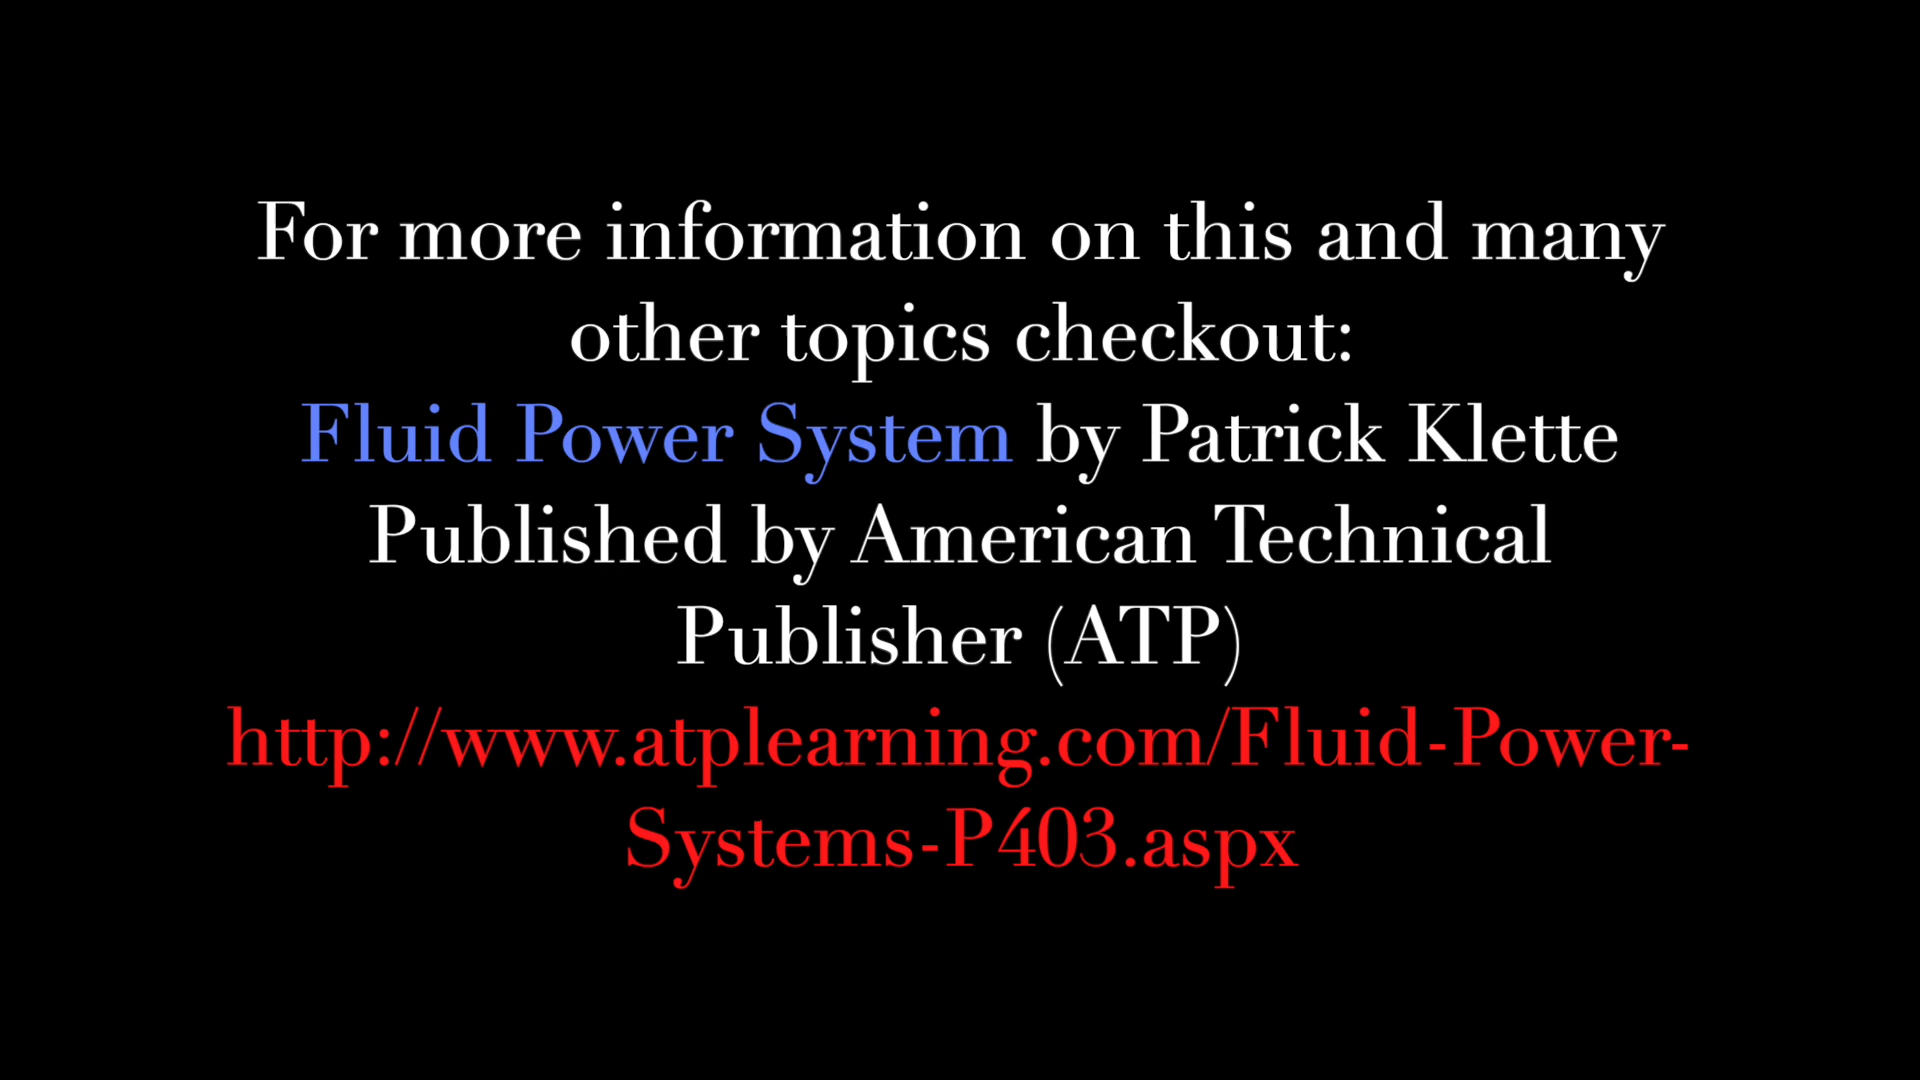 For more information on this and many
other topics checkout:
Fluid Power System by Patrick Klette
Published by American Technical
Publisher (ATP)
http://www.atplearning.com/Fluid-Power-
Systems-P403.aspx